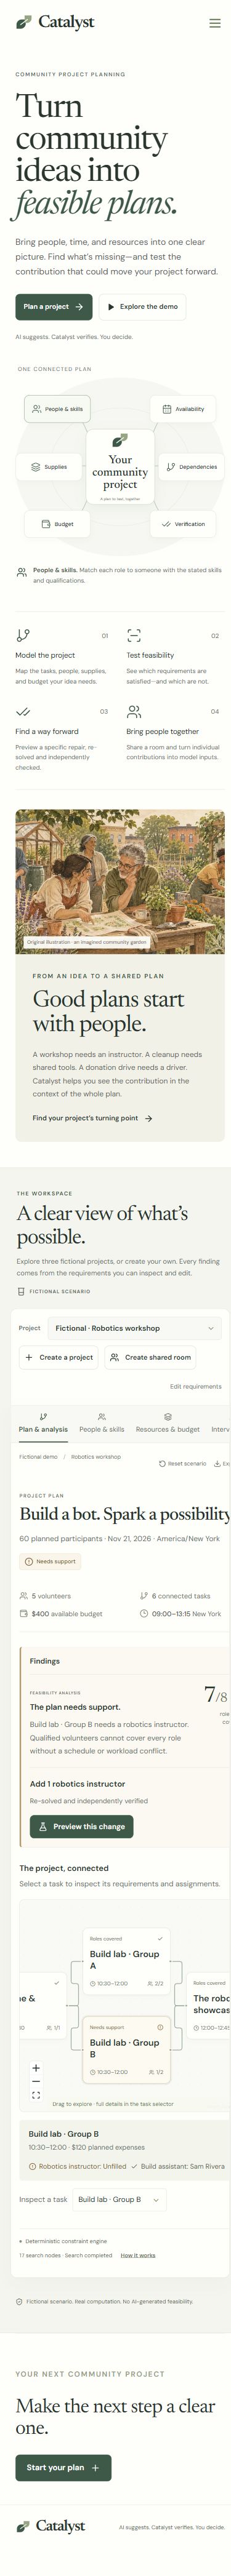 Catalyst
COMMUNITY PROJECT PLANNING
Turn
community
ideas into
feasible plans.
Bring people, time, and resources into one clear
picture. Find what's missing—and test the
contribution that could move your project forward.
Plan a project
Explore the demo
AI suggests. Catalyst verifies. You decide.
ONE CONNECTED PLAN
People & skills
Availability
Supplies
Your
community
project
A plan to test, together
Dependencies
Budget
Verification
People & skills. Match each role to someone with the stated skills
and qualifications.
01
Model the project
Map the tasks, people, supplies,
and budget your idea needs.
02
Test feasibility
See which requirements are
satisfied—and which are not.
03
Find a way forward
Preview a specific repair, re-
solved and independently
checked.
04
Bring people together
Share a room and turn individual
contributions into model inputs.
Original illustration · an imagined community garden
FROM AN IDEA TO A SHARED PLAN
Good plans start
with people.
A workshop needs an instructor. A cleanup needs
shared tools. A donation drive needs a driver.
Catalyst helps you see the contribution in the
context of the whole plan.
Find your project's turning point
THE WORKSPACE
A clear view of what's
possible.
Explore three fictional projects, or create your own. Every finding
comes from the requirements you can inspect and edit.
FICTIONAL SCENARIO
Project
Fictional · Robotics workshop
Create a project
Create shared room
Edit requirements
Plan & analysis
People & skills
Resources & budget
Interv
Fictional demo / Robotics workshop
Reset scenario
Ex
PROJECT PLAN
Build a bot. Spark a possibility
60 planned participants · Nov 21, 2026 · America/New York
Needs support
5 volunteers
6 connected tasks
$400 available budget
09:00–13:15 New York
Findings
FEASIBILITY ANALYSIS
The plan needs support.
7/8
role
co
Build lab · Group B needs a robotics instructor.
Qualified volunteers cannot cover every role
without a schedule or workload conflict.
Add 1 robotics instructor
Re-solved and independently verified
Preview this change
The project, connected
Select a task to inspect its requirements and assignments.
Roles covered
Build lab · Group
A
10:30–12:00
2/2
ne &
1/1
Roles covered
The robo
showcas
12:00–12:45
Needs support
Build lab · Group
B
10:30–12:00
1/2
Drag to explore · full details in the task selector
Build lab · Group B
10:30–12:00 · $120 planned expenses
Robotics instructor: Unfilled
Build assistant: Sam Rivera
Inspect a task
Build lab · Group B
Deterministic constraint engine
17 search nodes · Search completed
How it works
Fictional scenario. Real computation. No AI-generated feasibility.
YOUR NEXT COMMUNITY PROJECT
Make the next step a clear
one.
Start your plan
Catalyst
AI suggests. Catalyst verifies. You decide.